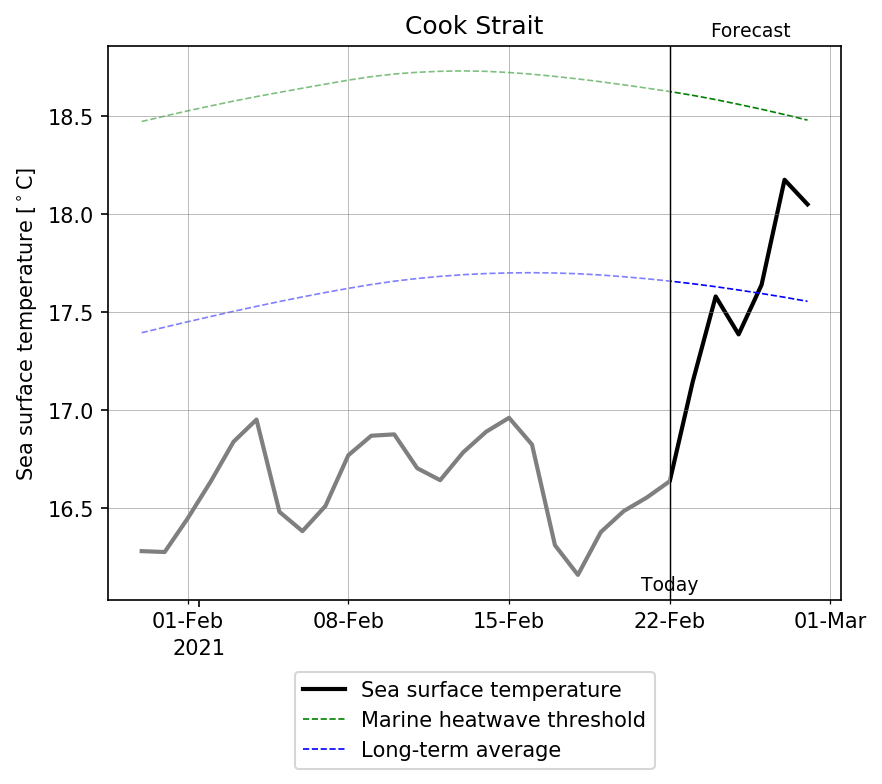 Cook Strait
Forecast
Sea surface temperature [°C]
18.5
18.0
17.5
17.0
16.5
Today
01-Feb 08-Feb 15-Feb 22-Feb 01-Mar
2021
Sea surface temperature
Marine heatwave threshold
Long-term average